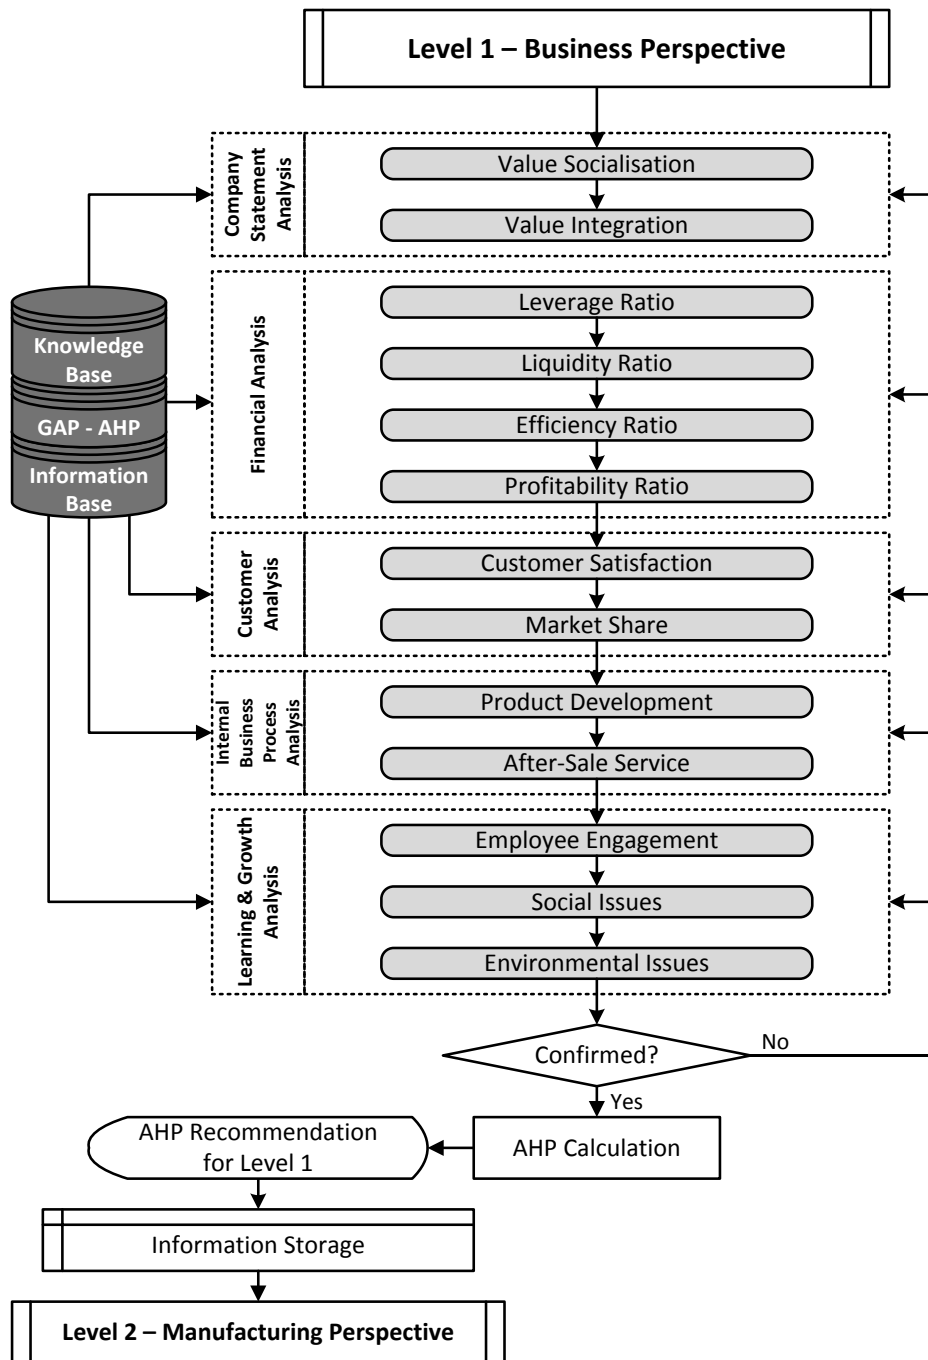 Level 1 – Business Perspective
Company
Statement
Analysis
Value Socialisation
Value Integration
Knowledge
Base
GAP - AHP
Information
Base
Financial Analysis
Leverage Ratio
Liquidity Ratio
Efficiency Ratio
Profitability Ratio
Customer
Analysis
Customer Satisfaction
Market Share
Internal
Business
Process
Analysis
Product Development
After-Sale Service
Learning & Growth
Analysis
Employee Engagement
Social Issues
Environmental Issues
Confirmed?
No
Yes
AHP Recommendation
for Level 1
AHP Calculation
Information Storage
Level 2 – Manufacturing Perspective